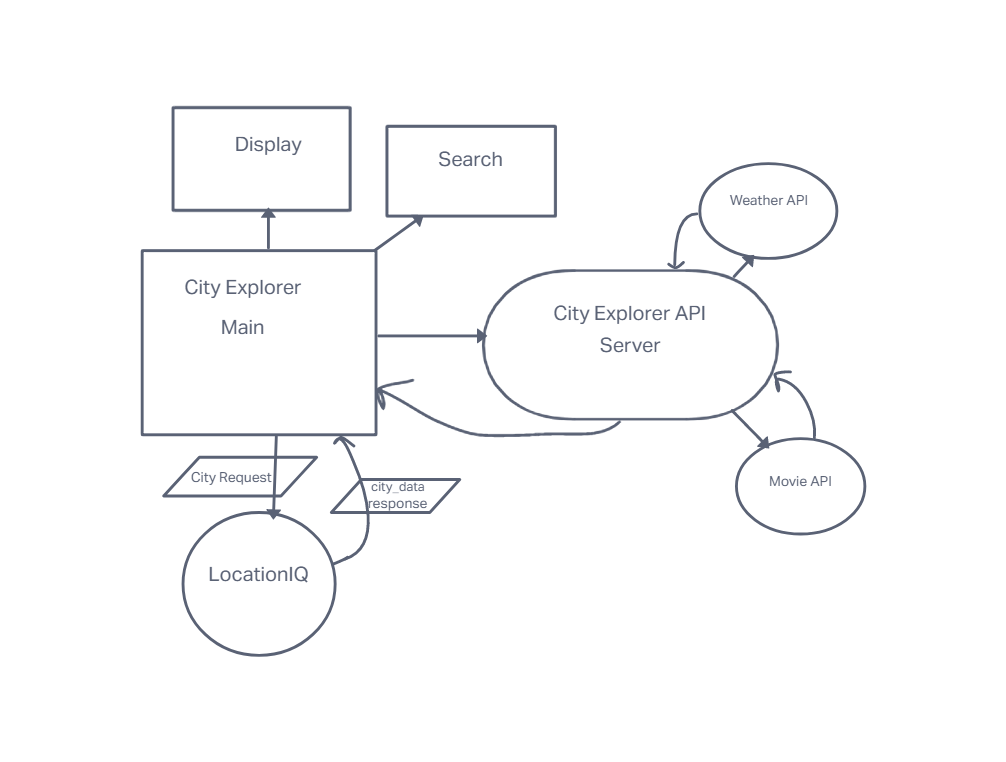 Display
Search
Weather API
City Explorer
Main
City Explorer API
Server
City Request
city_data
response
Movie API
LocationIQ